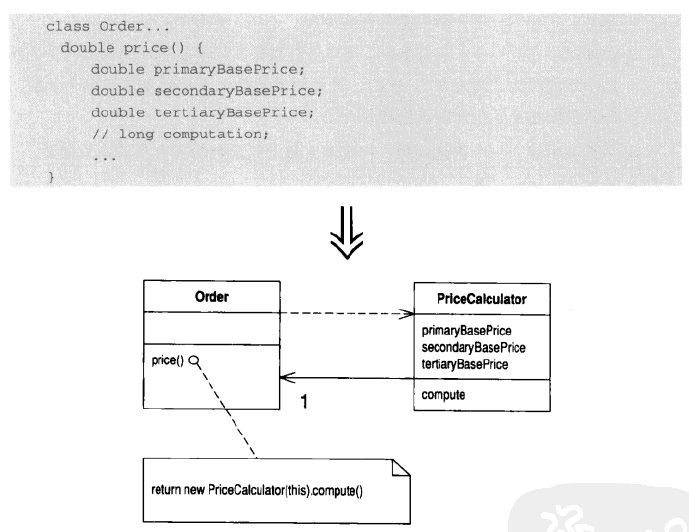 class Order...
double price() {
double primaryBasePrice;
double secondaryBasePrice;
double tertiaryBasePrice;
// long computation;
...
}
Order
price()
PriceCalculator
primaryBasePrice
secondaryBasePrice
tertiaryBasePrice
compute
1
return new PriceCalculator(this).compute()